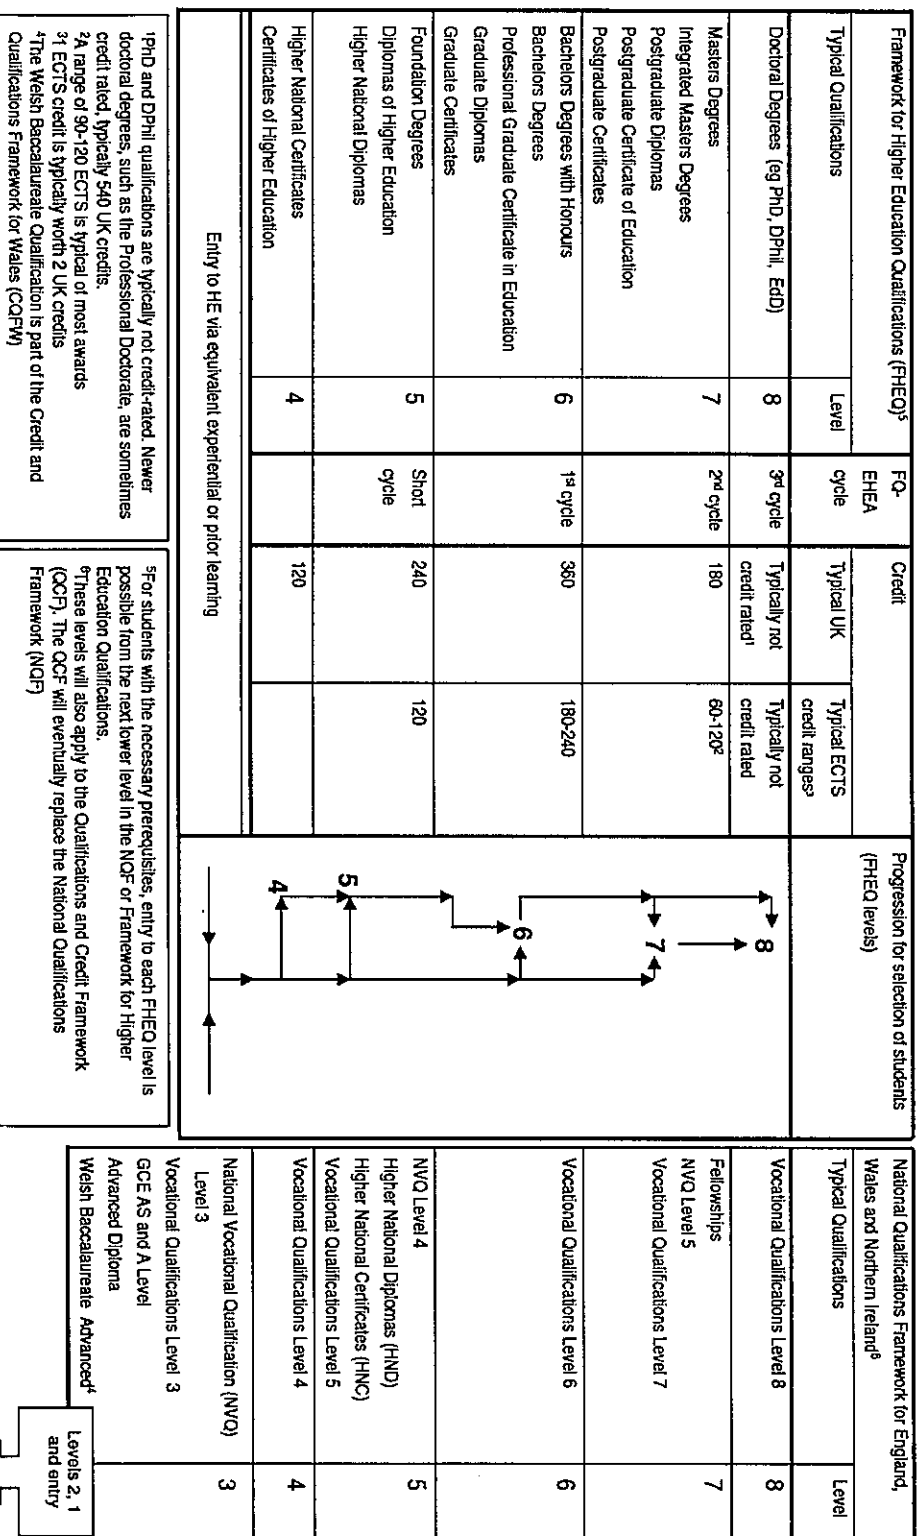 Framework for Higher Education Qualifications (FHEQ)⁵
FQ-
EHEA
cycle
Credit
Progression for selection of students
(FHEQ levels)
National Qualifications Framework for England,
Wales and Northern Ireland⁶
Typical Qualifications
Level
Typical UK
Typical ECTS
credit ranges³
Typical Qualifications
Level
Doctoral Degrees (eg PhD, DPhil, EdD)
8
3rd cycle
Typically not
credit rated¹
Typically not
credit rated
8
Vocational Qualifications Level 8
8
Masters Degrees
Integrated Masters Degrees
Postgraduate Diplomas
Postgraduate Certificate of Education
Postgraduate Certificates
7
2nd cycle
180
60-120²
7
Fellowships
NVQ Level 5
Vocational Qualifications Level 7
7
Bachelors Degrees with Honours
Bachelors Degrees
Professional Graduate Certificate in Education
Graduate Diplomas
Graduate Certificates
6
1st cycle
360
180-240
6
Vocational Qualifications Level 6
6
Foundation Degrees
Diplomas of Higher Education
Higher National Diplomas
5
Short
cycle
240
120
5
NVQ Level 4
Higher National Diplomas (HND)
Higher National Certificates (HNC)
Vocational Qualifications Level 5
5
Higher National Certificates
Certificates of Higher Education
4
120
4
Vocational Qualifications Level 4
4
Entry to HE via equivalent experiential or prior learning
National Vocational Qualification (NVQ)
Level 3
Vocational Qualifications Level 3
GCE AS and A Level
Advanced Diploma
Welsh Baccalaureate Advanced⁴
3
Levels 2, 1
and entry
¹PhD and DPhil qualifications are typically not credit-rated. Newer
doctoral degrees, such as the Professional Doctorate, are sometimes
credit rated, typically 540 UK credits.
²A range of 90-120 ECTS is typical of most awards
³1 ECTS credit is typically worth 2 UK credits
⁴The Welsh Baccalaureate Qualification is part of the Credit and
Qualifications Framework for Wales (CQFW)
⁵For students with the necessary prerequisites, entry to each FHEQ level is
possible from the next lower level in the NQF or Framework for Higher
Education Qualifications.
⁶These levels will also apply to the Qualifications and Credit Framework
(QCF). The QCF will eventually replace the National Qualifications
Framework (NQF)